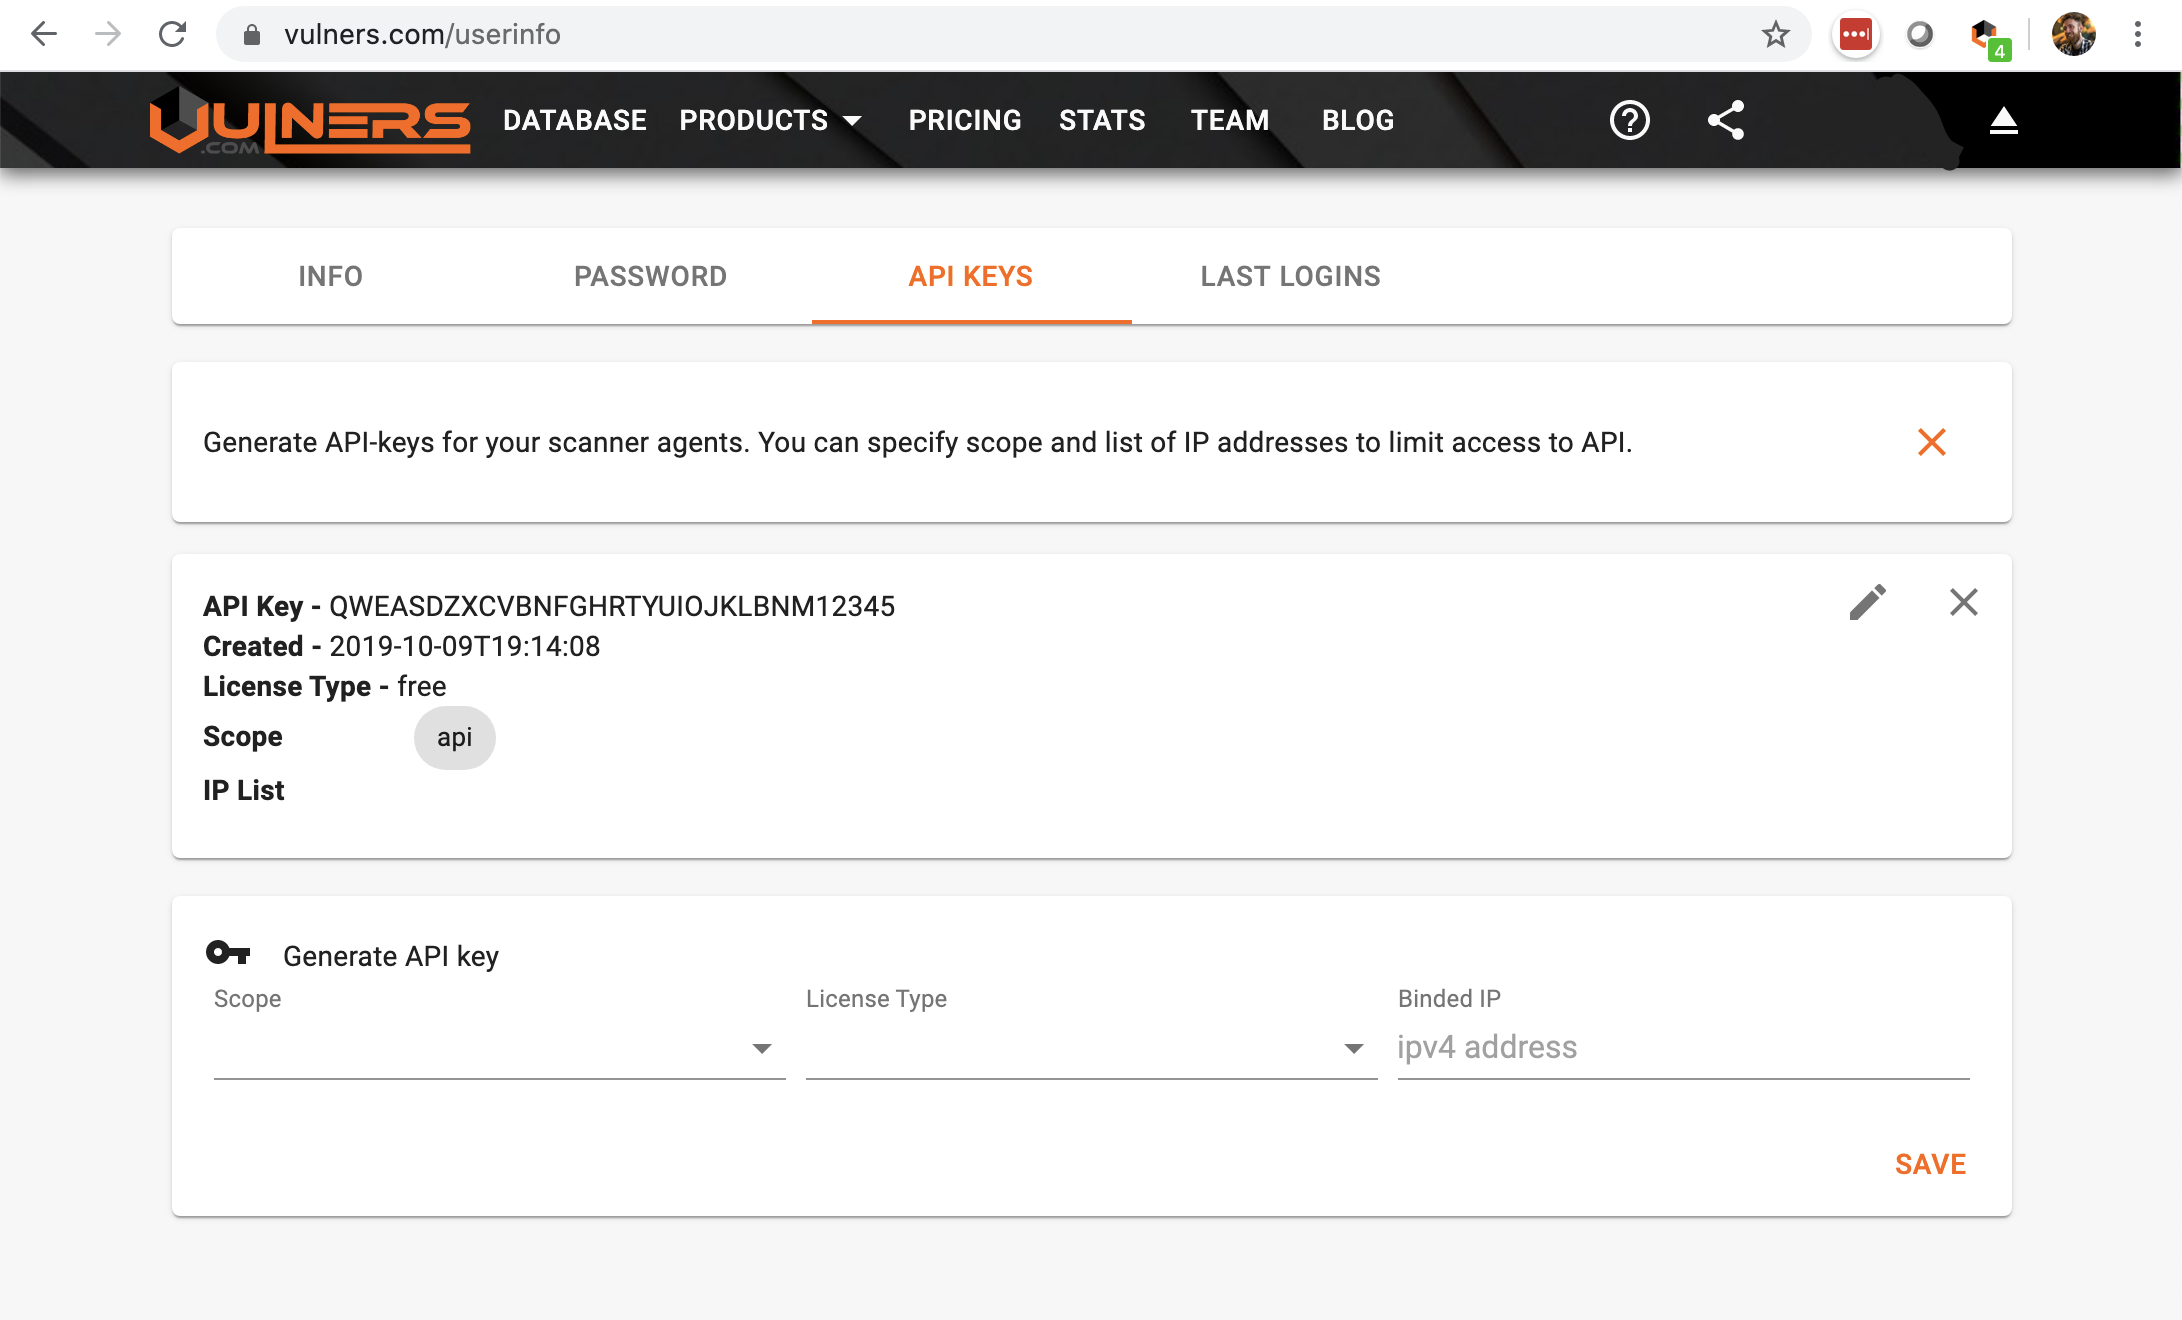 vulners.com/userinfo
4
VULNERS
.COM
DATABASE PRODUCTS PRICING STATS TEAM BLOG
INFO PASSWORD API KEYS LAST LOGINS
Generate API-keys for your scanner agents. You can specify scope and list of IP addresses to limit access to API.
API Key - QWEASDZXCVBNFGHRTYUIOJKLBNM12345
Created - 2019-10-09T19:14:08
License Type - free
Scope api
IP List
Generate API key
Scope License Type Binded IP
ipv4 address
SAVE